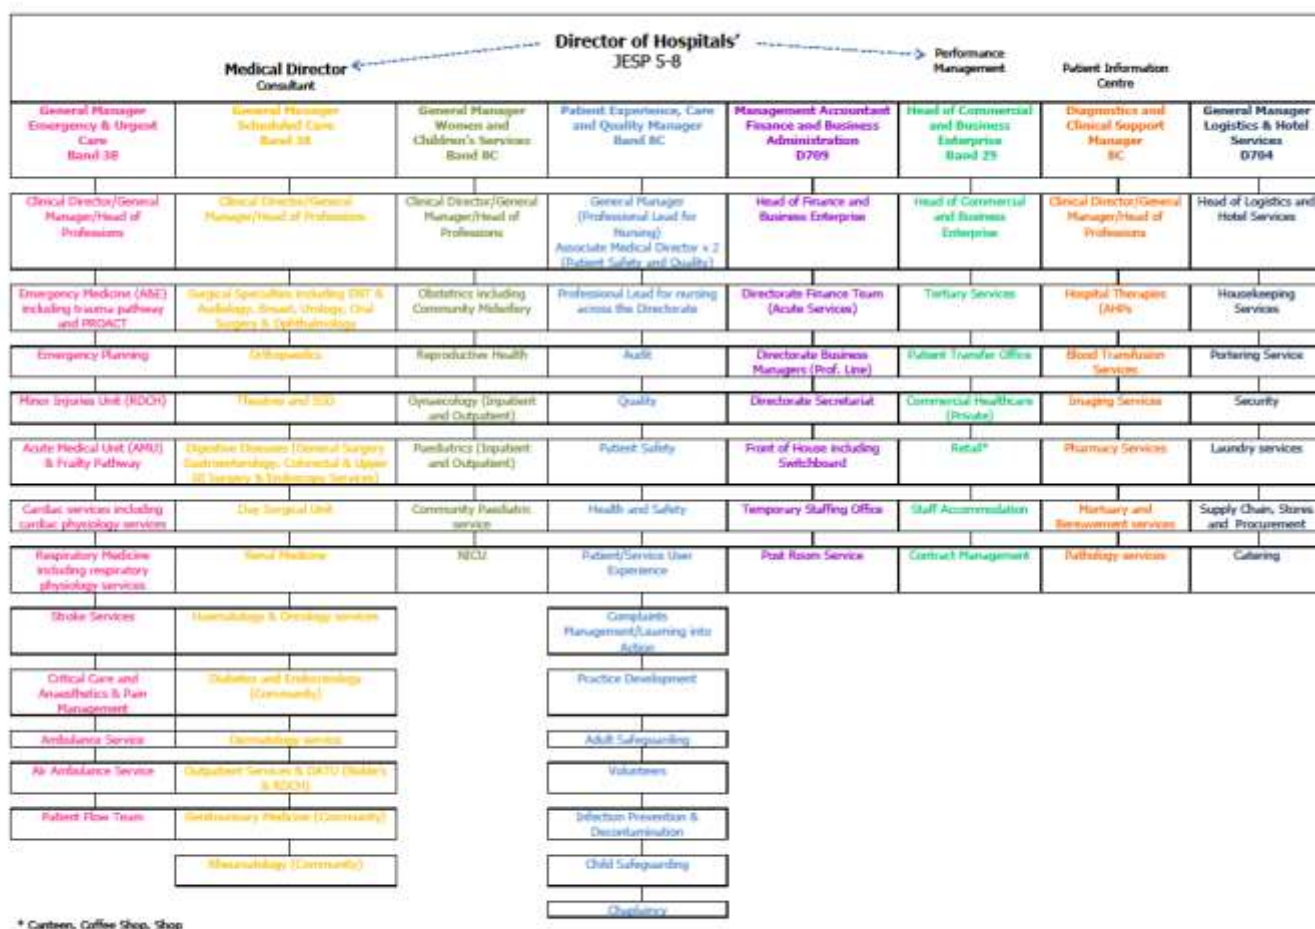 Director of Hospitals'
JESP 5-8
Medical Director
Consultant
Performance
Management
Patient Information
Centre
General Manager
Emergency & Urgent
Care
Band 38
General Manager
Scheduled Care
Band 38
General Manager
Women and
Children's Services
Band 8C
Patient Experience, Care
and Quality Manager
Band 8C
Management Accountant
Finance and Business
Administration
D709
Head of Commercial
and Business
Enterprise
Band 29
Diagnostics and
Clinical Support
Manager
8C
General Manager
Logistics & Hotel
Services
D704
Clinical Director/General
Manager/Head of
Professions
Clinical Director/General
Manager/Head of Professions
Clinical Director/General
Manager/Head of
Professions
General Manager
(Professional Lead for
Nursing)
Associate Medical Director x 2
(Patient Safety and Quality)
Head of Finance and
Business Enterprise
Head of Commercial
and Business
Enterprise
Clinical Director/General
Manager/Head of
Professions
Head of Logistics and
Hotel Services
Emergency Medicine (A&E)
including trauma pathway
and PROACT
Surgical Specialties including ENT &
Audiology, Breast, Urology, Oral
Surgery & Ophthalmology
Obstetrics including
Community Midwifery
Professional Lead for nursing
across the Directorate
Directorate Finance Team
(Acute Services)
Tertiary Services
Hospital Therapies
(AHPs
Housekeeping
Services
Emergency Planning
Orthopaedics
Reproductive Health
Audit
Directorate Business
Managers (Prof. Line)
Patient Transfer Office
Blood Transfusion
Services
Portering Service
Minor Injuries Unit (RDCH)
Theatres and SSD
Gynaecology (Inpatient
and Outpatient)
Quality
Directorate Secretariat
Commercial Healthcare
(Private)
Imaging Services
Security
Acute Medical Unit (AMU)
& Frailty Pathway
Digestive Diseases (General Surgery
Gastroenterology, Colorectal & Upper
GI Surgery & Endoscopy Services)
Paediatrics (Inpatient
and Outpatient)
Patient Safety
Front of House including
Switchboard
Retail*
Pharmacy Services
Laundry services
Cardiac services including
cardiac physiology services
Day Surgical Unit
Community Paediatric
service
Health and Safety
Temporary Staffing Office
Staff Accommodation
Mortuary and
Bereavement services
Supply Chain, Stores
and Procurement
Respiratory Medicine
including respiratory
physiology services
Renal Medicine
NICU
Patient/Service User
Experience
Post Room Service
Contract Management
Pathology services
Catering
Stroke Services
Haematology & Oncology services
Complaints
Management/Learning into
Action
Critical Care and
Anaesthetics & Pain
Management
Diabetes and Endocrinology
(Community)
Practice Development
Ambulance Service
Dermatology service
Adult Safeguarding
Air Ambulance Service
Outpatient Services & DATU (Noble's
& RDCH)
Volunteers
Patient Flow Team
Genitourinary Medicine (Community)
Infection Prevention &
Decontamination
Rheumatology (Community)
Child Safeguarding
Chaplaincy
* Canteen, Coffee Shop, Shop